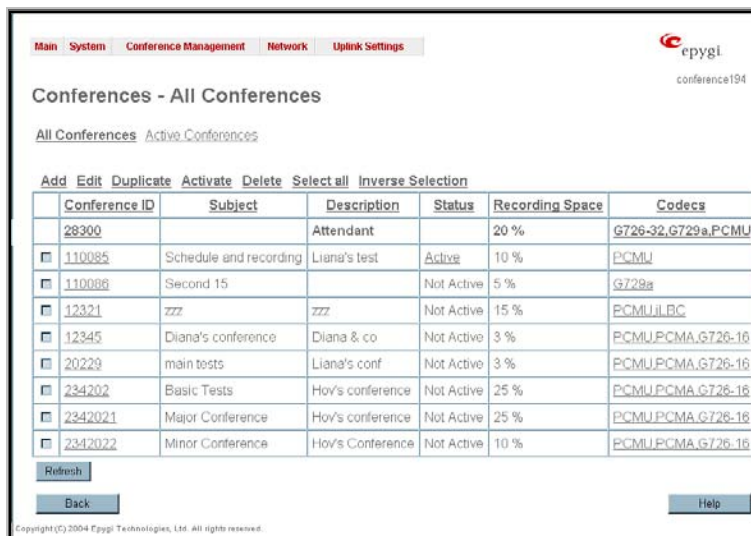 Main System Conference Management Network Uplink Settings
epygi
conference194
Conferences - All Conferences
All Conferences Active Conferences
Add Edit Duplicate Activate Delete Select all Inverse Selection
Conference ID Subject Description Status Recording Space Codecs
28300 Attendant 20 % G726-32,G729a,PCMU
110085 Schedule and recording Liana's test Active 10 % PCMU
110086 Second 15 Not Active 5 % G729a
12321 zzz zzz Not Active 15 % PCMU,iLBC
12345 Diana's conference Diana & co Not Active 3 % PCMU,PCMA,G726-16
20229 main tests Liana's conf Not Active 3 % PCMU,PCMA,G726-16
234202 Basic Tests Hov's conference Not Active 25 % PCMU,PCMA,G726-16
2342021 Major Conference Hov's conference Not Active 25 % PCMU,PCMA,G726-16
2342022 Minor Conference Hov's Conference Not Active 10 % PCMU,PCMA,G726-16
Refresh
Back Help
Copyright (C) 2004 Epygi Technologies, Ltd. All rights reserved.